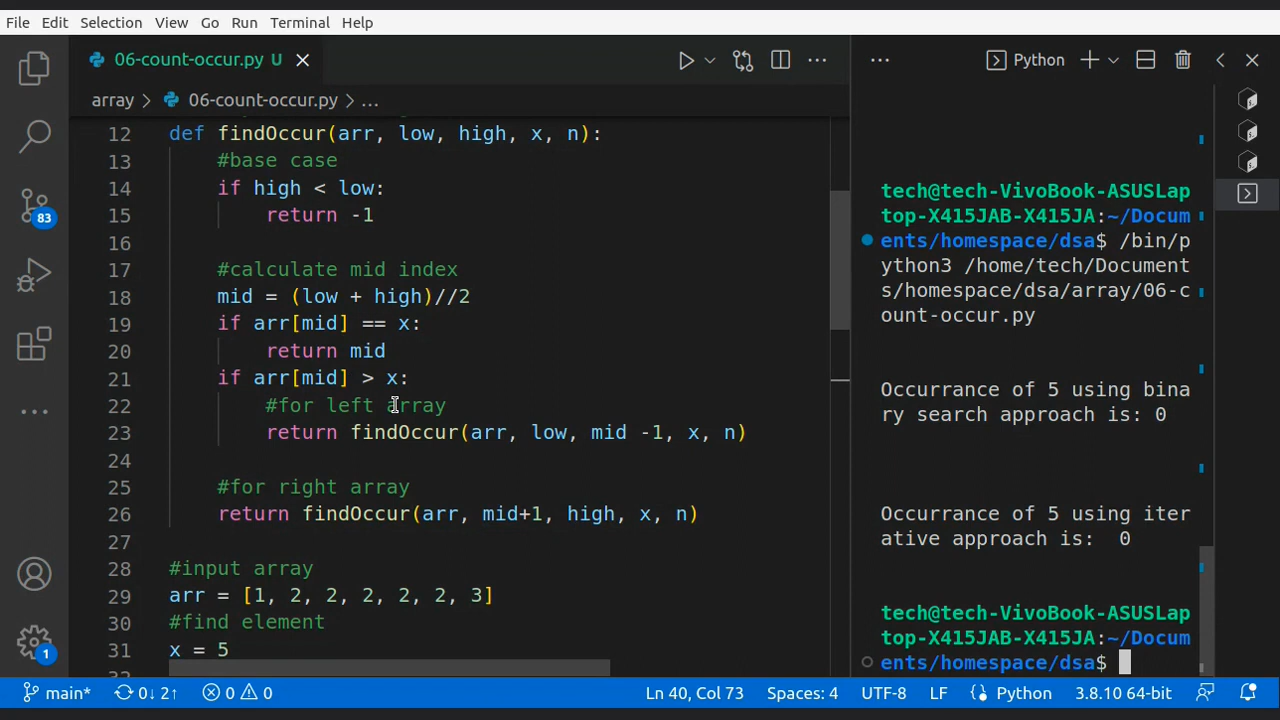 File Edit Selection View Go Run Terminal Help
06-count-occur.py U
Python
array > 06-count-occur.py > ...
12 def findOccur(arr, low, high, x, n):
13 #base case
14 if high < low:
15 return -1
16
17 #calculate mid index
18 mid = (low + high)//2
19 if arr[mid] == x:
20 return mid
21 if arr[mid] > x:
22 #for left array
23 return findOccur(arr, low, mid -1, x, n)
24
25 #for right array
26 return findOccur(arr, mid+1, high, x, n)
27
28 #input array
29 arr = [1, 2, 2, 2, 2, 2, 3]
30 #find element
31 x = 5
83
1
tech@tech-VivoBook-ASUSLap
top-X415JAB-X415JA:~/Docum
ents/homespace/dsa$ /bin/p
ython3 /home/tech/Document
s/homespace/dsa/array/06-c
ount-occur.py
Occurrance of 5 using bina
ry search approach is: 0
Occurrance of 5 using iter
ative approach is:  0
tech@tech-VivoBook-ASUSLap
top-X415JAB-X415JA:~/Docum
ents/homespace/dsa$
main* 0↓ 2↑ 0 0 Ln 40, Col 73 Spaces: 4 UTF-8 LF Python 3.8.10 64-bit